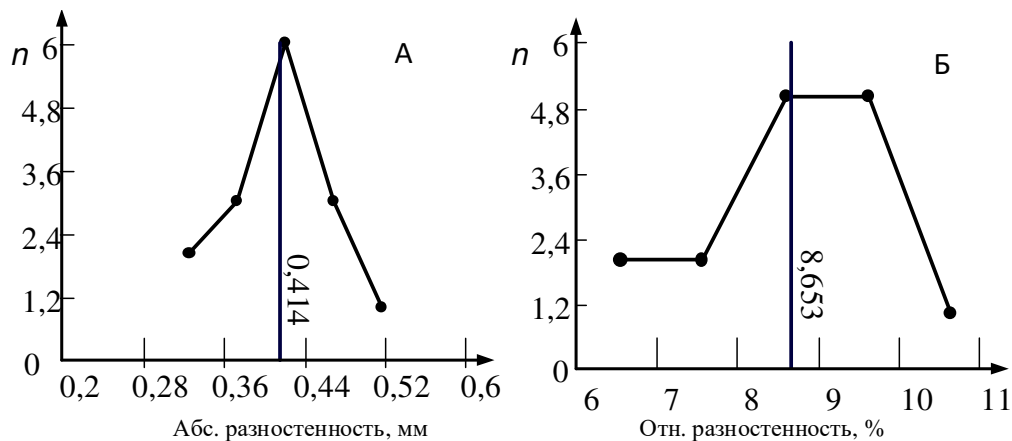 n
6
4,8
3,6
2,4
1,2
0
А
0,414
0,2 0,28 0,36 0,44 0,52 0,6
Абс. разностенность, мм
n
6
4,8
3,6
2,4
1,2
0
Б
8,653
6 7 8 9 10 11
Отн. разностенность, %